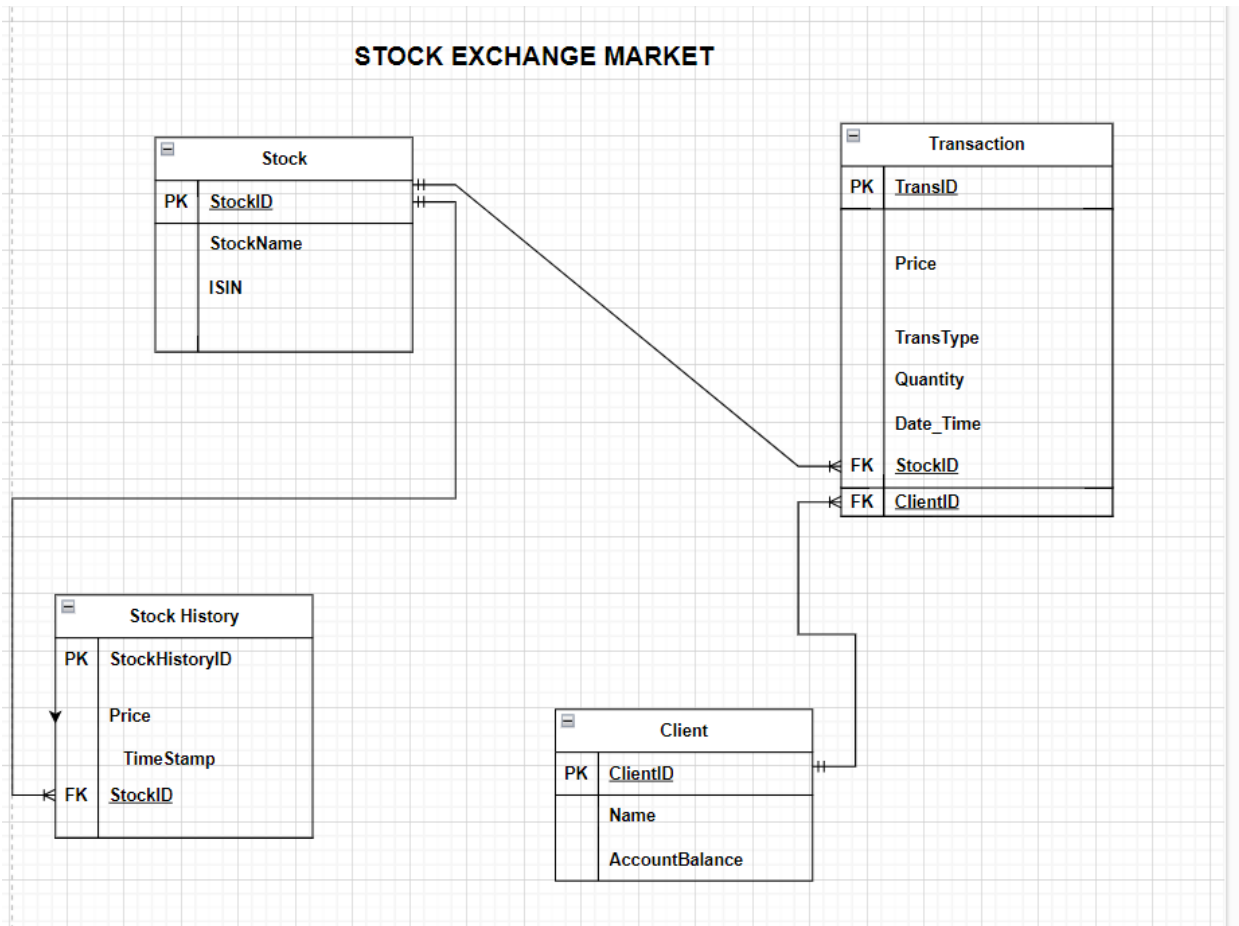 STOCK EXCHANGE MARKET
Stock
PK StockID
StockName
ISIN
Transaction
PK TransID
Price
TransType
Quantity
Date_Time
FK StockID
FK ClientID
Stock History
PK StockHistoryID
Price
TimeStamp
FK StockID
Client
PK ClientID
Name
AccountBalance